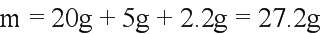 m = 20g + 5g + 2.2g = 27.2g